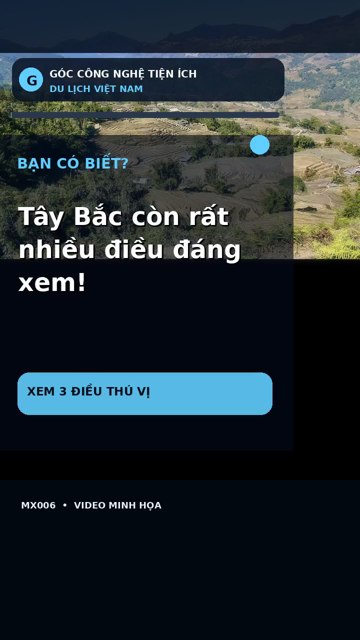 G
GÓC CÔNG NGHỆ TIỆN ÍCH
DU LỊCH VIỆT NAM
BẠN CÓ BIẾT?
Tây Bắc còn rất
nhiều điều đáng
xem!
XEM 3 ĐIỀU THÚ VỊ
MX006 • VIDEO MINH HỌA